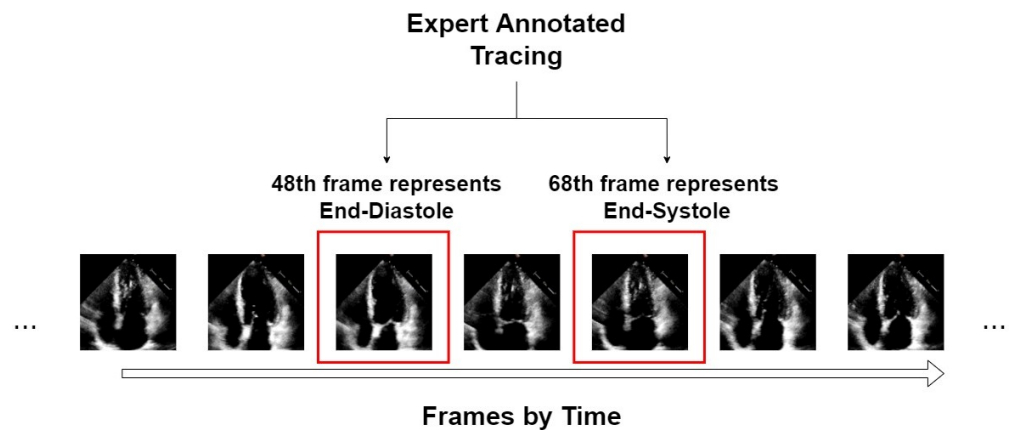 Expert Annotated
Tracing
48th frame represents
End-Diastole
68th frame represents
End-Systole
...
...
Frames by Time